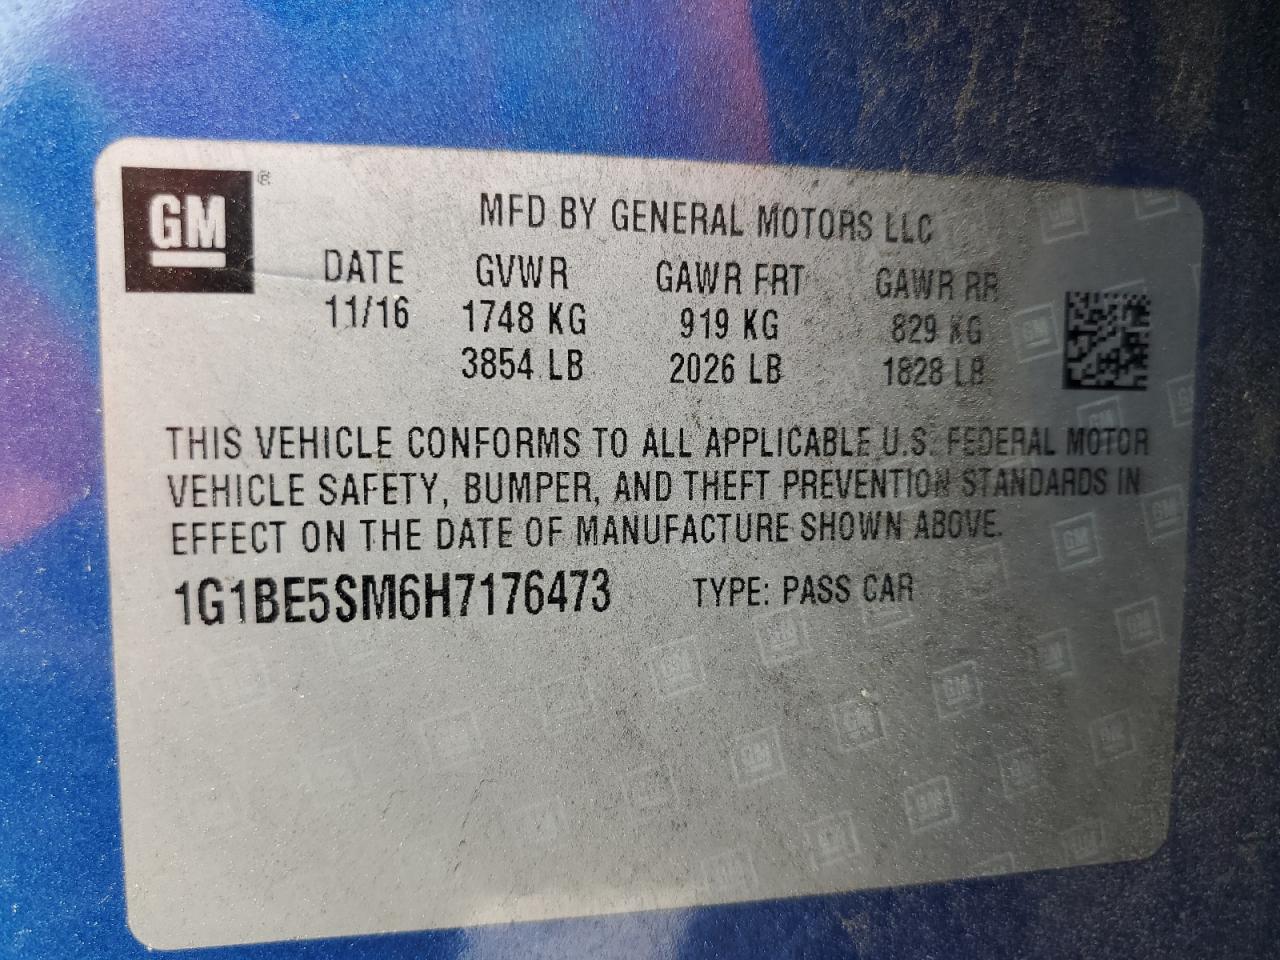 GM®
MFD BY GENERAL MOTORS LLC
DATE GVWR GAWR FRT GAWR RR
11/16 1748 KG 919 KG 829 KG
3854 LB 2026 LB 1828 LB
THIS VEHICLE CONFORMS TO ALL APPLICABLE U.S. FEDERAL MOTOR
VEHICLE SAFETY, BUMPER, AND THEFT PREVENTION STANDARDS IN
EFFECT ON THE DATE OF MANUFACTURE SHOWN ABOVE.
1G1BE5SM6H7176473 TYPE: PASS CAR